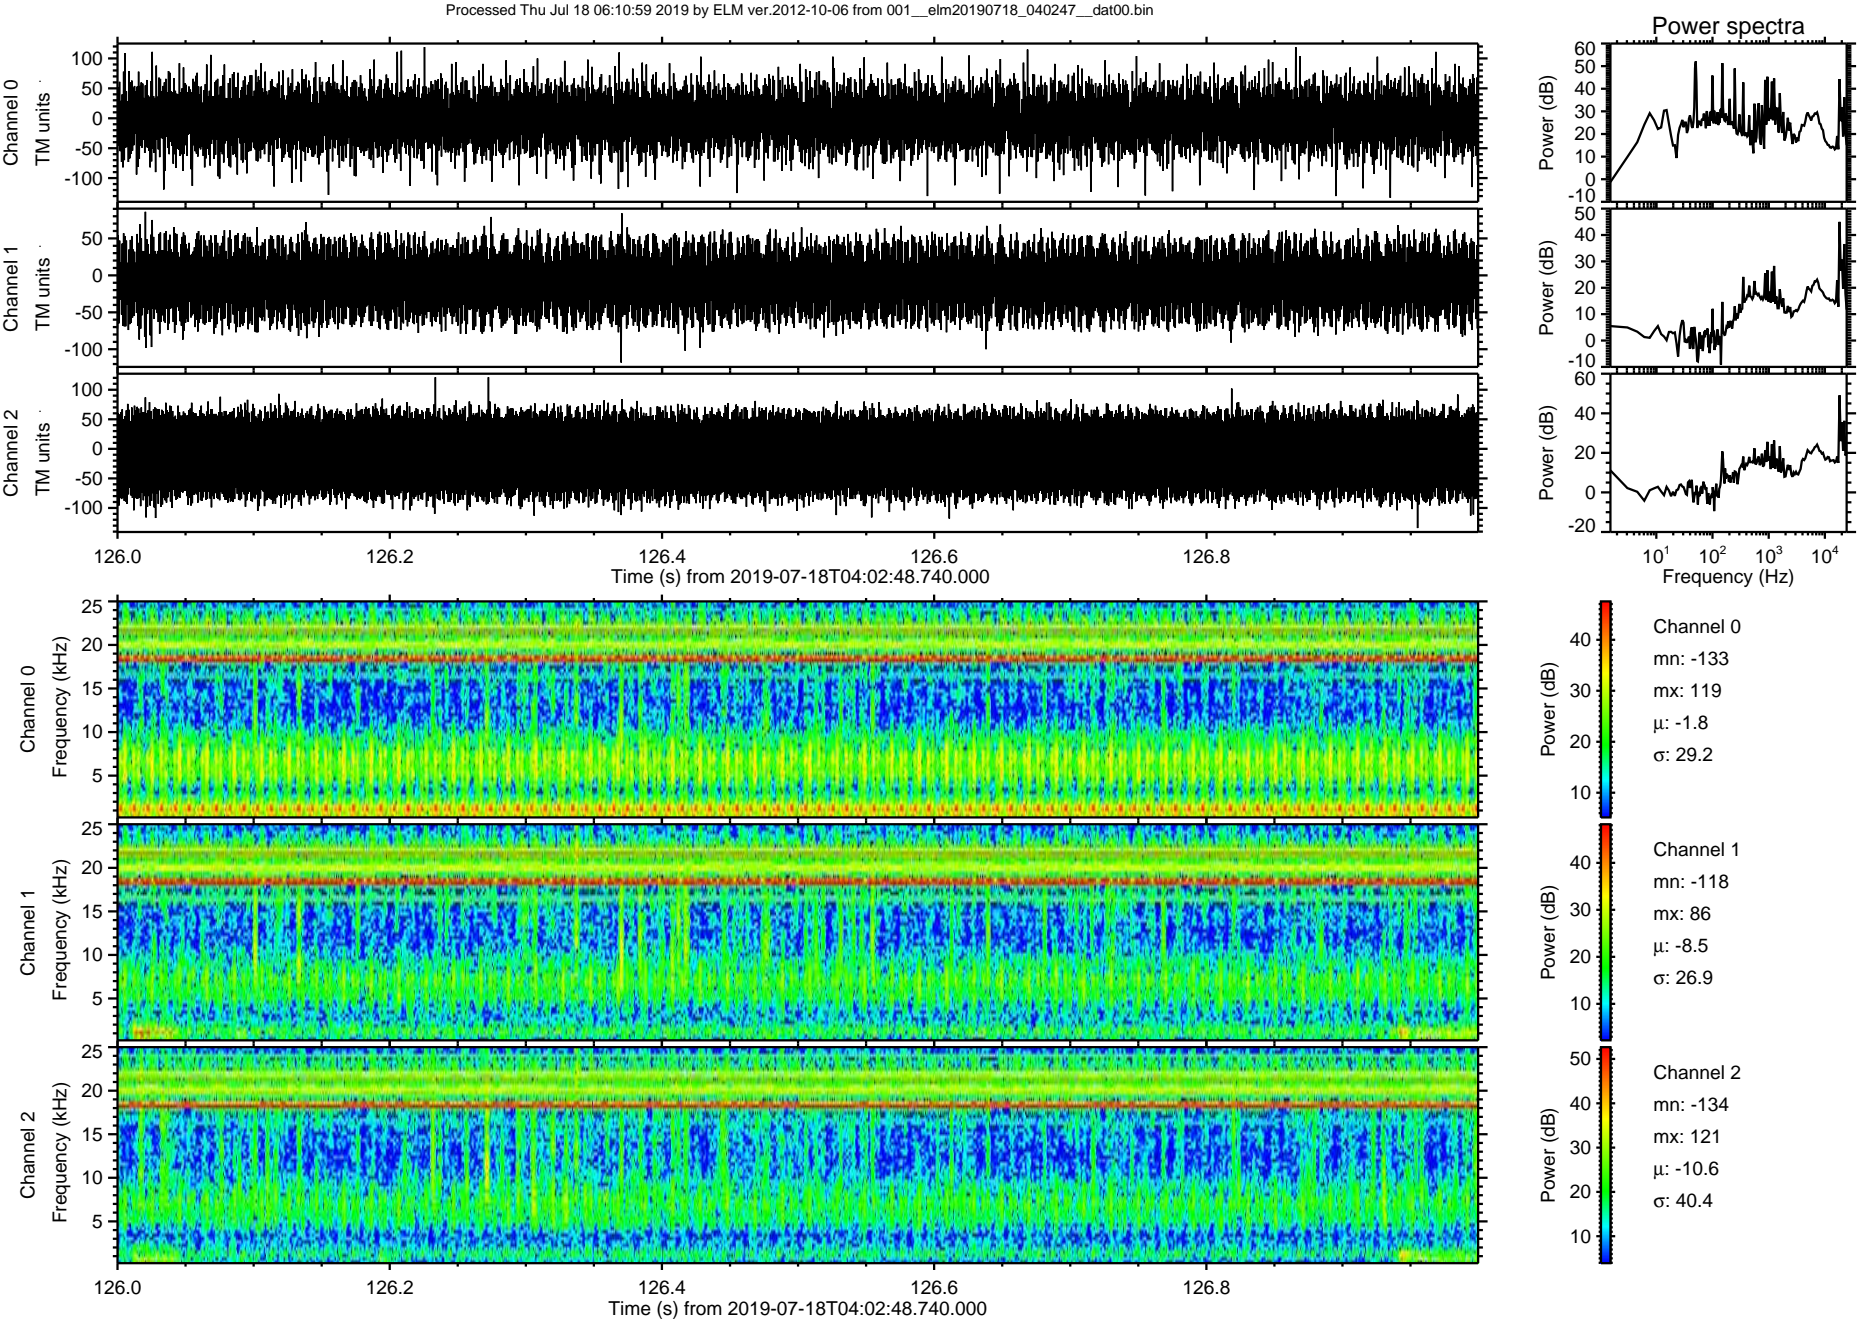 Processed Thu Jul 18 06:10:59 2019 by ELM ver.2012-10-06 from 001__elm20190718_040247__dat00.bin
Power spectra
Channel 0
TM units
100
50
0
-50
-100
Power (dB)
60
50
40
30
20
10
0
-10
Channel 1
TM units
50
0
-50
-100
Power (dB)
50
40
30
20
10
0
-10
Channel 2
TM units
100
50
0
-50
-100
Power (dB)
60
40
20
0
-20
126.0 126.2 126.4 126.6 126.8
Time (s) from 2019-07-18T04:02:48.740.000
10¹ 10² 10³ 10⁴
Frequency (Hz)
Channel 0
Frequency (kHz)
25
20
15
10
5
Power (dB)
40
30
20
10
Channel 0
mn: -133
mx: 119
μ: -1.8
σ: 29.2
Channel 1
Frequency (kHz)
25
20
15
10
5
Power (dB)
40
30
20
10
Channel 1
mn: -118
mx: 86
μ: -8.5
σ: 26.9
Channel 2
Frequency (kHz)
25
20
15
10
5
Power (dB)
50
40
30
20
10
Channel 2
mn: -134
mx: 121
μ: -10.6
σ: 40.4
126.0 126.2 126.4 126.6 126.8
Time (s) from 2019-07-18T04:02:48.740.000